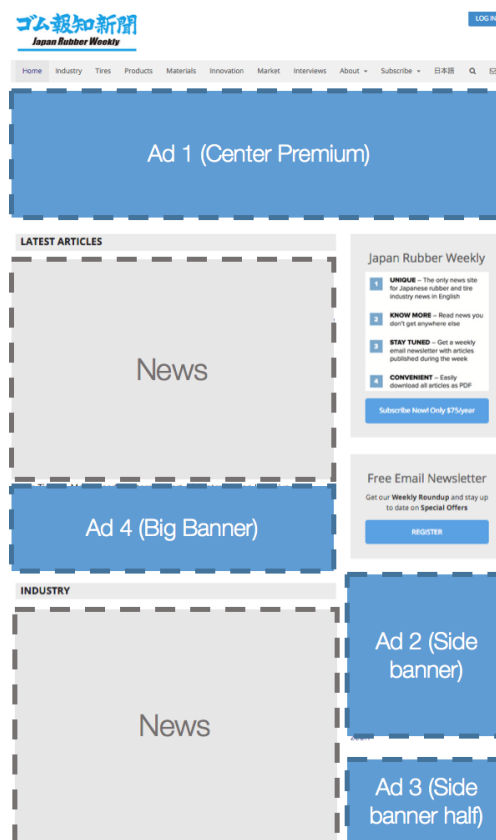 ゴム報知新聞
Japan Rubber Weekly
LOG IN
Home Industry Tires Products Materials Innovation Market Interviews About Subscribe 日本語
Ad 1 (Center Premium)
LATEST ARTICLES
News
Ad 4 (Big Banner)
INDUSTRY
News
Japan Rubber Weekly
1 UNIQUE – The only news site
for Japanese rubber and tire
industry news in English
2 KNOW MORE – Read news you
don't get anywhere else
3 STAY TUNED – Get a weekly
email newsletter with articles
published during the week
4 CONVENIENT – Easily
download all articles as PDF
Subscribe Now! Only $75/year
Free Email Newsletter
Get our Weekly Roundup and stay up
to date on Special Offers
REGISTER
Ad 2 (Side
banner)
Ad 3 (Side
banner half)